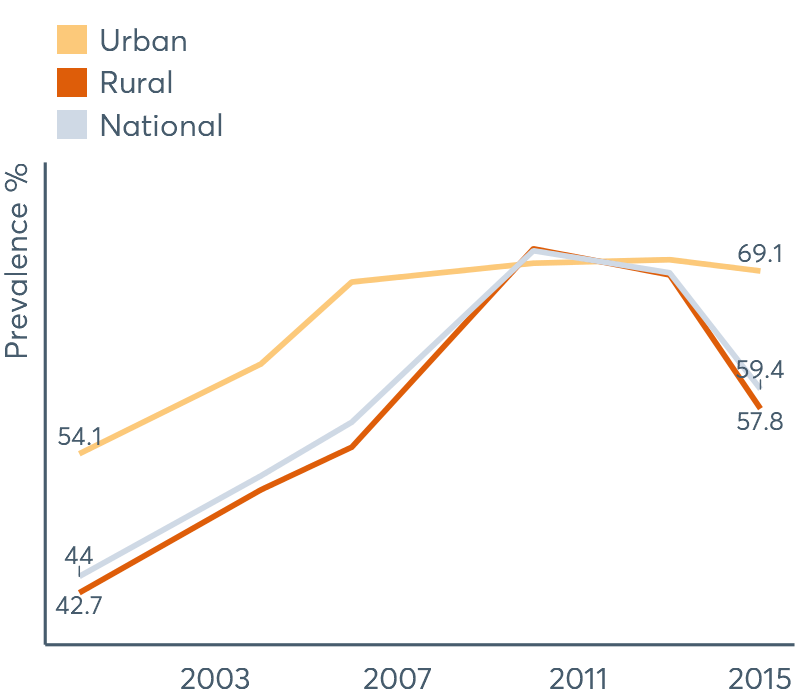 Urban
Rural
National
Prevalence %
69.1
59.4
57.8
54.1
44
42.7
2003 2007 2011 2015